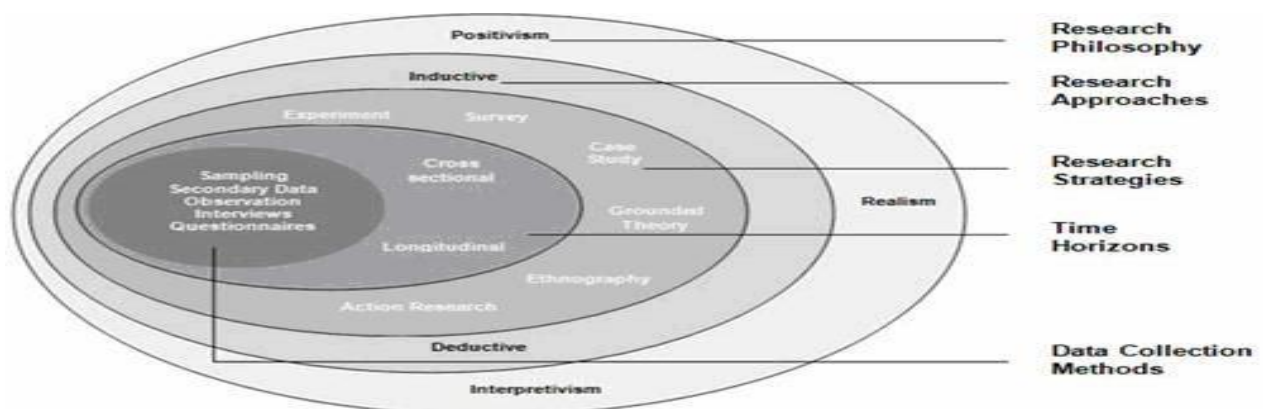 Positivism
Research
Philosophy
Inductive
Research
Approaches
Experiment
Survey
Case
Study
Research
Strategies
Cross
sectional
Sampling
Secondary Data
Observation
Interviews
Questionnaires
Realism
Grounded
Theory
Time
Horizons
Longitudinal
Ethnography
Action Research
Deductive
Data Collection
Methods
Interpretivism